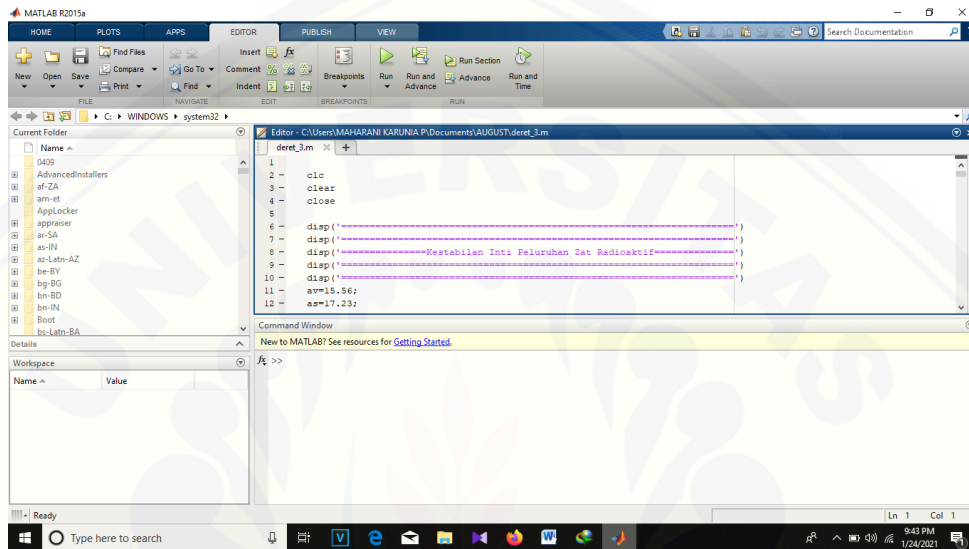 MATLAB R2015a
HOME PLOTS APPS EDITOR PUBLISH VIEW Search Documentation
New Open Save Find Files Compare Print Go To Find Insert fx Comment Indent Breakpoints Run Run and Advance Run Section Advance Run and Time
FILE NAVIGATE EDIT BREAKPOINTS RUN
C: WINDOWS system32
Current Folder
Name
0409
AdvancedInstallers
af-ZA
am-et
AppLocker
appraiser
ar-SA
as-IN
az-Latn-AZ
be-BY
bg-BG
bn-BD
bn-IN
Boot
bs-Latn-BA
Details
Workspace
Name Value
Editor - C:\Users\MAHARANI KARUNIA P\Documents\AUGUST\deret_3.m
deret_3.m
1
2 - clc
3 - clear
4 - close
5
6 - disp('=====================================================================')
7 - disp('=====================================================================')
8 - disp('===============Kestabilan Inti Peluruhan Zat Radioaktif==============')
9 - disp('=====================================================================')
10 - disp('=====================================================================')
11 - av=15.56;
12 - as=17.23;
Command Window
New to MATLAB? See resources for Getting Started.
fx >>
Ready
Ln 1 Col 1
Type here to search
9:43 PM
1/24/2021
UNIVERSITAS